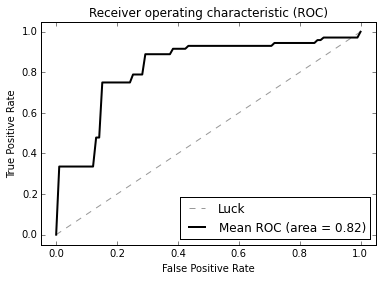 Receiver operating characteristic (ROC)
True Positive Rate
1.0
0.8
0.6
0.4
0.2
0.0
0.0 0.2 0.4 0.6 0.8 1.0
False Positive Rate
Luck
Mean ROC (area = 0.82)